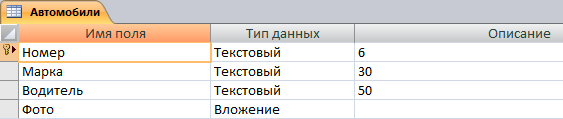 Автомобили
Имя поля Тип данных Описание
Номер Текстовый 6
Марка Текстовый 30
Водитель Текстовый 50
Фото Вложение